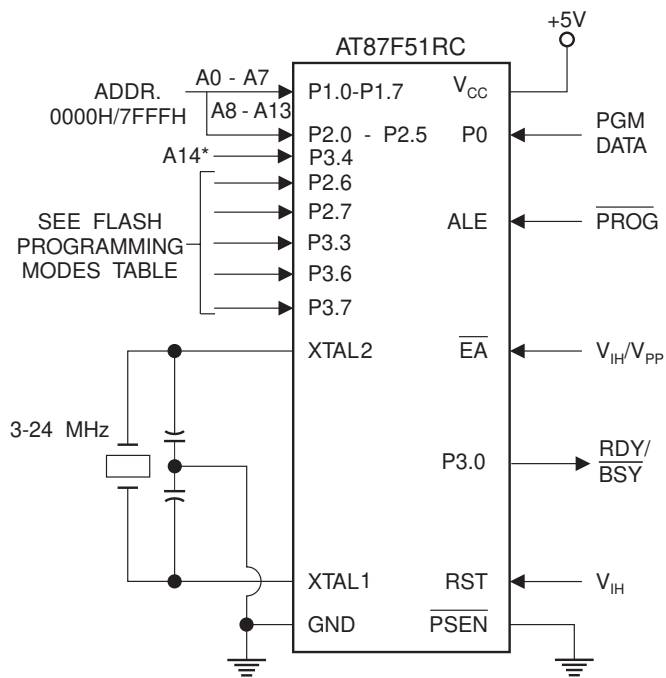 +5V
AT87F51RC
ADDR.
0000H/7FFFH
A0 - A7
A8 - A13
A14*
SEE FLASH
PROGRAMMING
MODES TABLE
3-24 MHz
P1.0-P1.7
P2.0 - P2.5
P3.4
P2.6
P2.7
P3.3
P3.6
P3.7
XTAL2
XTAL1
GND
VCC
P0
ALE
EA
P3.0
RST
PSEN
PGM
DATA
PROG
VIH/VPP
RDY/
BSY
VIH